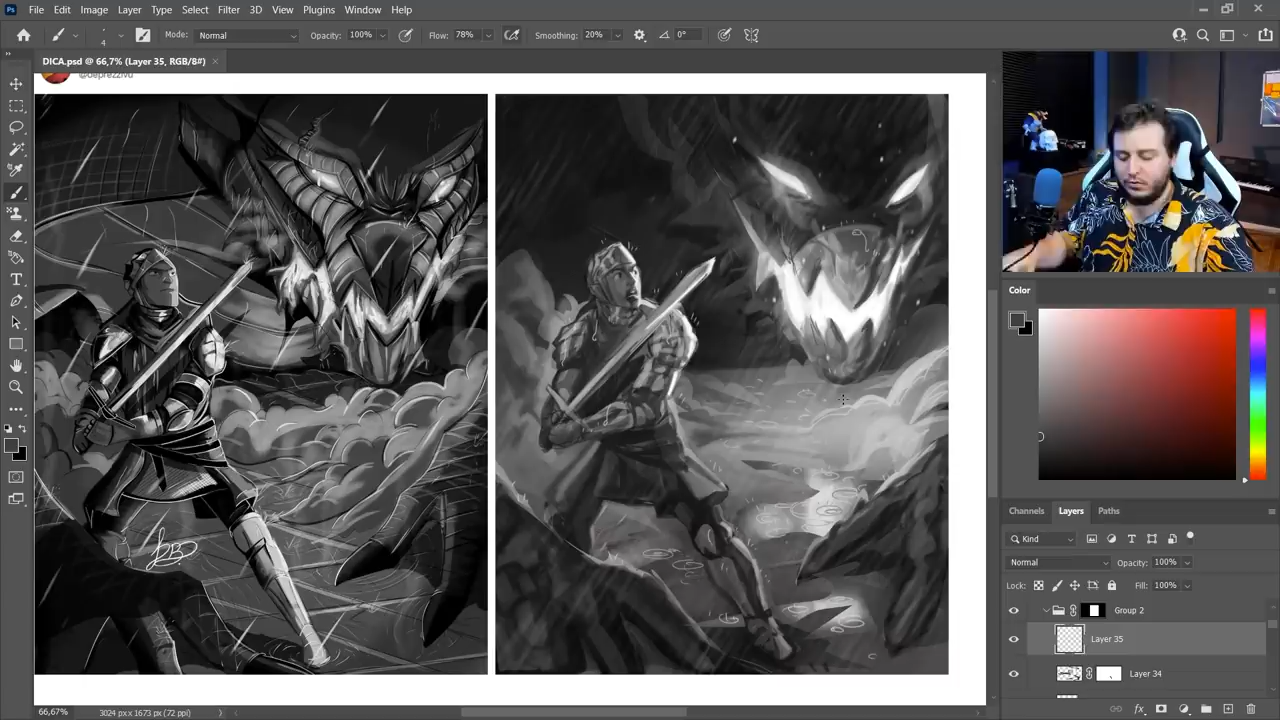 Ps File Edit Image Layer Type Select Filter 3D View Plugins Window Help
4 Mode: Normal Opacity: 100% Flow: 78% Smoothing: 20% 0°
DICA.psd @ 66,7% (Layer 35, RGB/8#) ×
@deprezzivu
Color
Channels Layers Paths
Kind
Normal Opacity: 100%
Lock: Fill: 100%
Group 2
Layer 35
Layer 34
66,67% 3024 px x 1673 px (72 ppi)